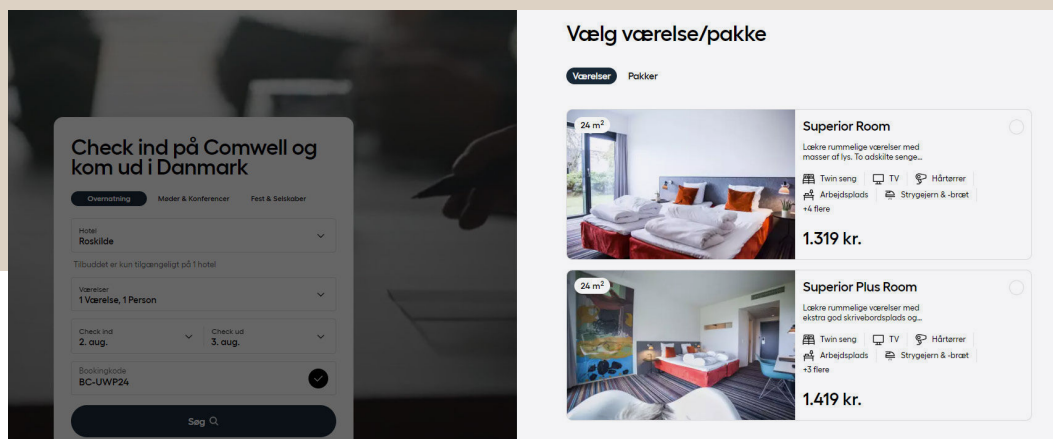 Check ind på Comwell og
kom ud i Danmark
Overnatning Møder & Konferencer Fest & Selskaber
Hotel
Roskilde
Tilbuddet er kun tilgængeligt på 1 hotel
Værelser
1 Værelse, 1 Person
Check ind Check ud
2. aug. 3. aug.
Bookingkode
BC-UWP24
Søg
Vælg værelse/pakke
Værelser Pakker
24 m²
Superior Room
Lækre rummelige værelser med
masser af lys. To adskilte senge...
Twin seng TV Hårtørrer
Arbejdsplads Strygejern & -bræt
+4 flere
1.319 kr.
24 m²
Superior Plus Room
Lækre rummelige værelser med
ekstra god skrivebordsplads og...
Twin seng TV Hårtørrer
Arbejdsplads Strygejern & -bræt
+3 flere
1.419 kr.